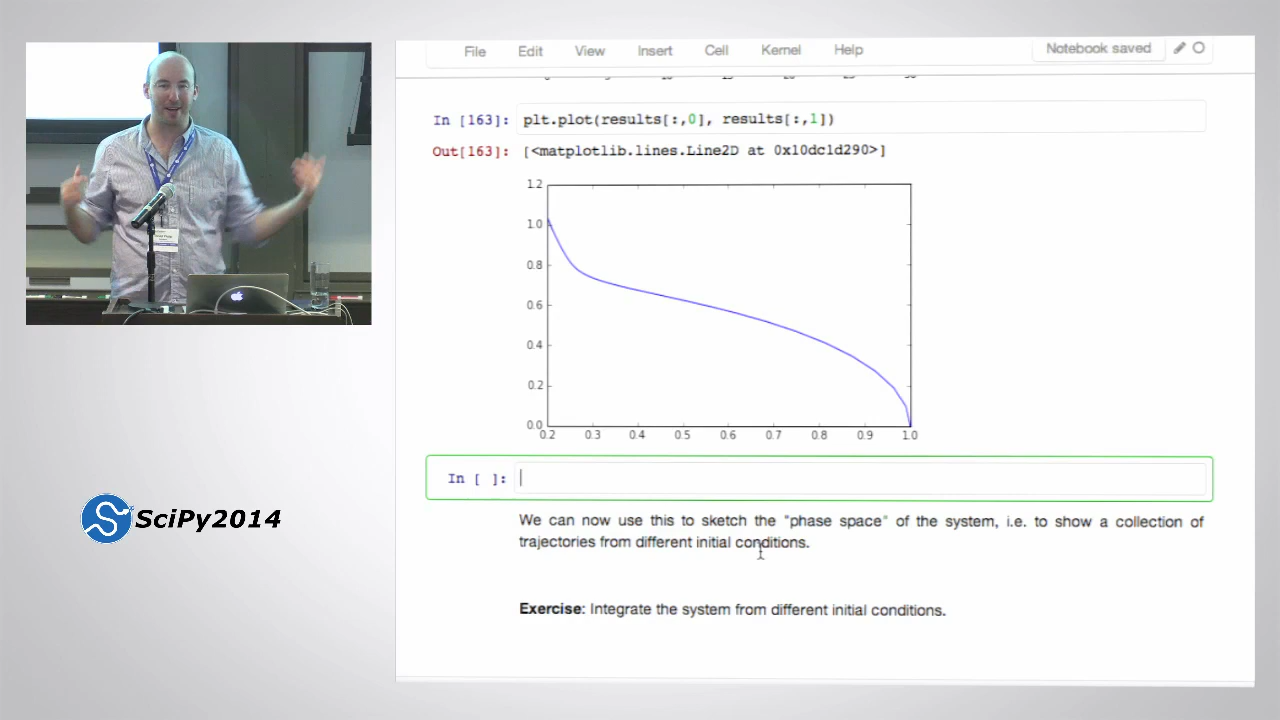 File Edit View Insert Cell Kernel Help Notebook saved
In [163]: plt.plot(results[:,0], results[:,1])
Out[163]: [<matplotlib.lines.Line2D at 0x10dc1d290>]
1.2
1.0
0.8
0.6
0.4
0.2
0.0
0.2 0.3 0.4 0.5 0.6 0.7 0.8 0.9 1.0
In [ ]:
We can now use this to sketch the "phase space" of the system, i.e. to show a collection of
trajectories from different initial conditions.
Exercise: Integrate the system from different initial conditions.
SciPy2014